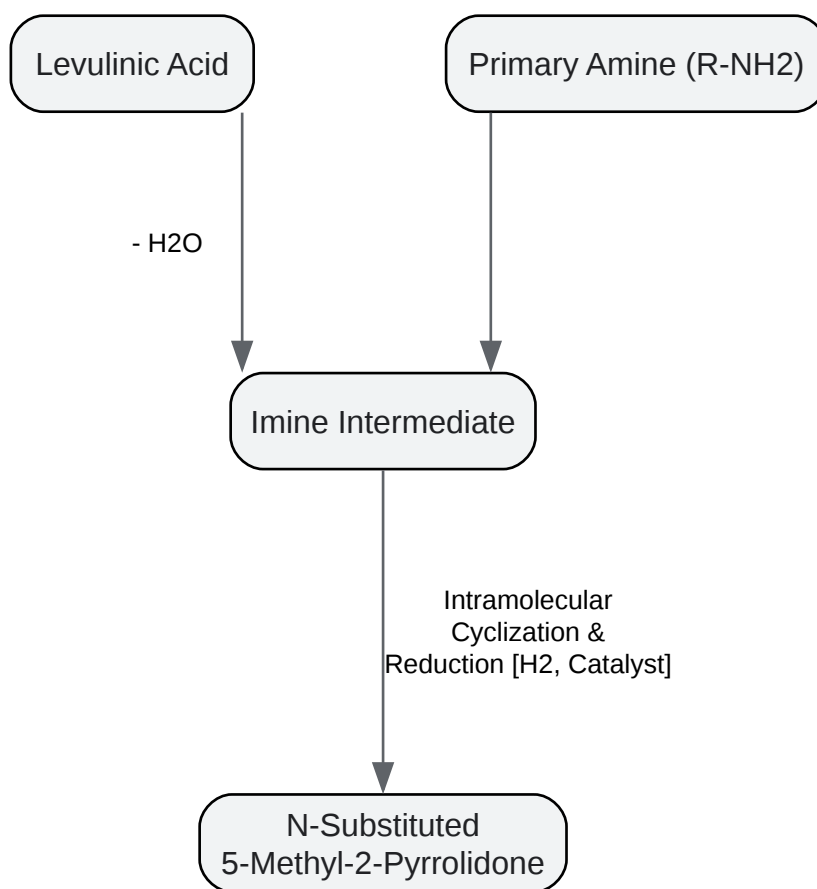 Levulinic Acid
Primary Amine (R-NH2)
- H2O
Imine Intermediate
Intramolecular
Cyclization &
Reduction [H2, Catalyst]
N-Substituted
5-Methyl-2-Pyrrolidone